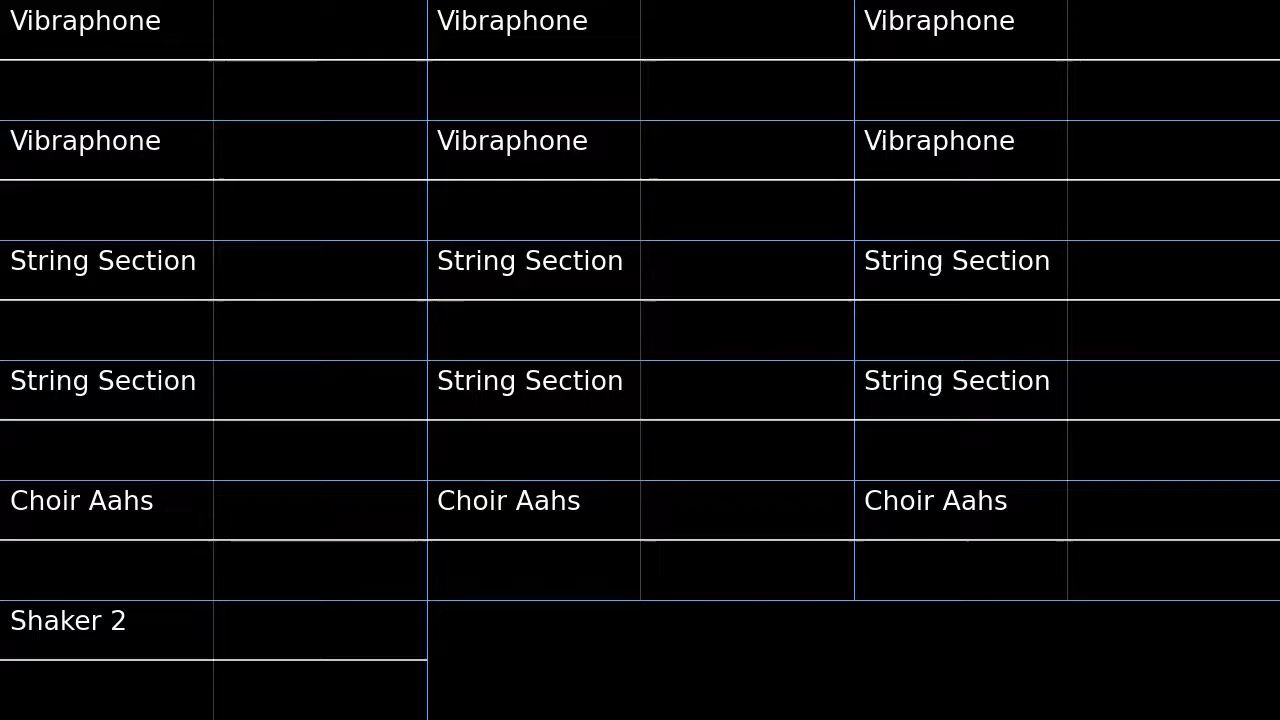 Vibraphone Vibraphone Vibraphone
Vibraphone Vibraphone Vibraphone
String Section String Section String Section
String Section String Section String Section
Choir Aahs Choir Aahs Choir Aahs
Shaker 2